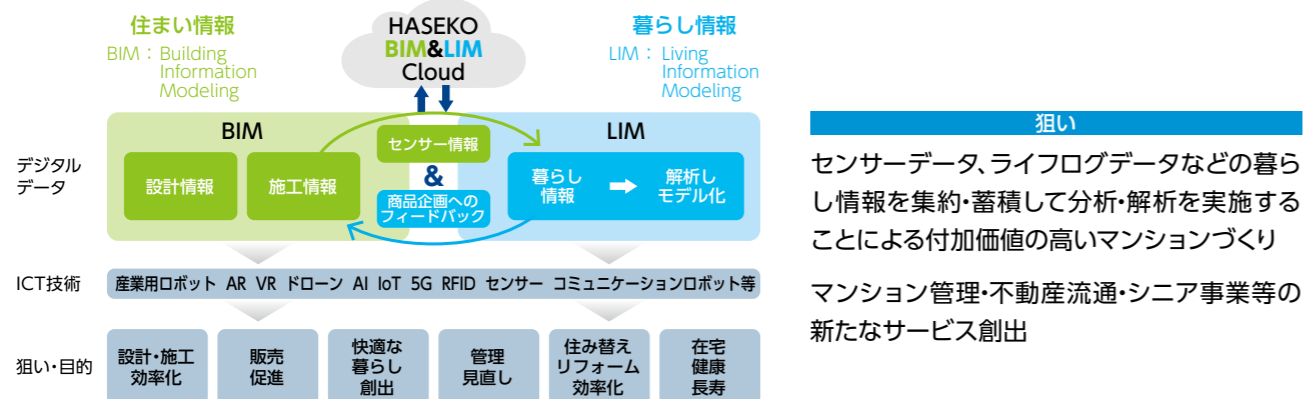 住まい情報
BIM：Building
Information
Modeling
HASEKO
BIM&LIM
Cloud
暮らし情報
LIM：Living
Information
Modeling
デジタル
データ
BIM
設計情報
施工情報
センサー情報
&
商品企画への
フィードバック
LIM
暮らし
情報
解析し
モデル化
ICT技術
産業用ロボット AR VR ドローン AI IoT 5G RFID センサー コミュニケーションロボット等
狙い・目的
設計・施工
効率化
販売
促進
快適な
暮らし
創出
管理
見直し
住み替え
リフォーム
効率化
在宅
健康
長寿
狙い
センサーデータ、ライフログデータなどの暮ら
し情報を集約・蓄積して分析・解析を実施する
ことによる付加価値の高いマンションづくり
マンション管理・不動産流通・シニア事業等の
新たなサービス創出